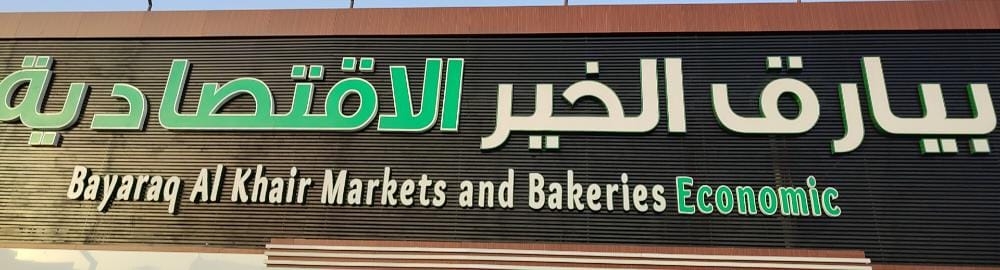 بيارق الخير الاقتصادية
Bayaraq Al Khair Markets and Bakeries Economic